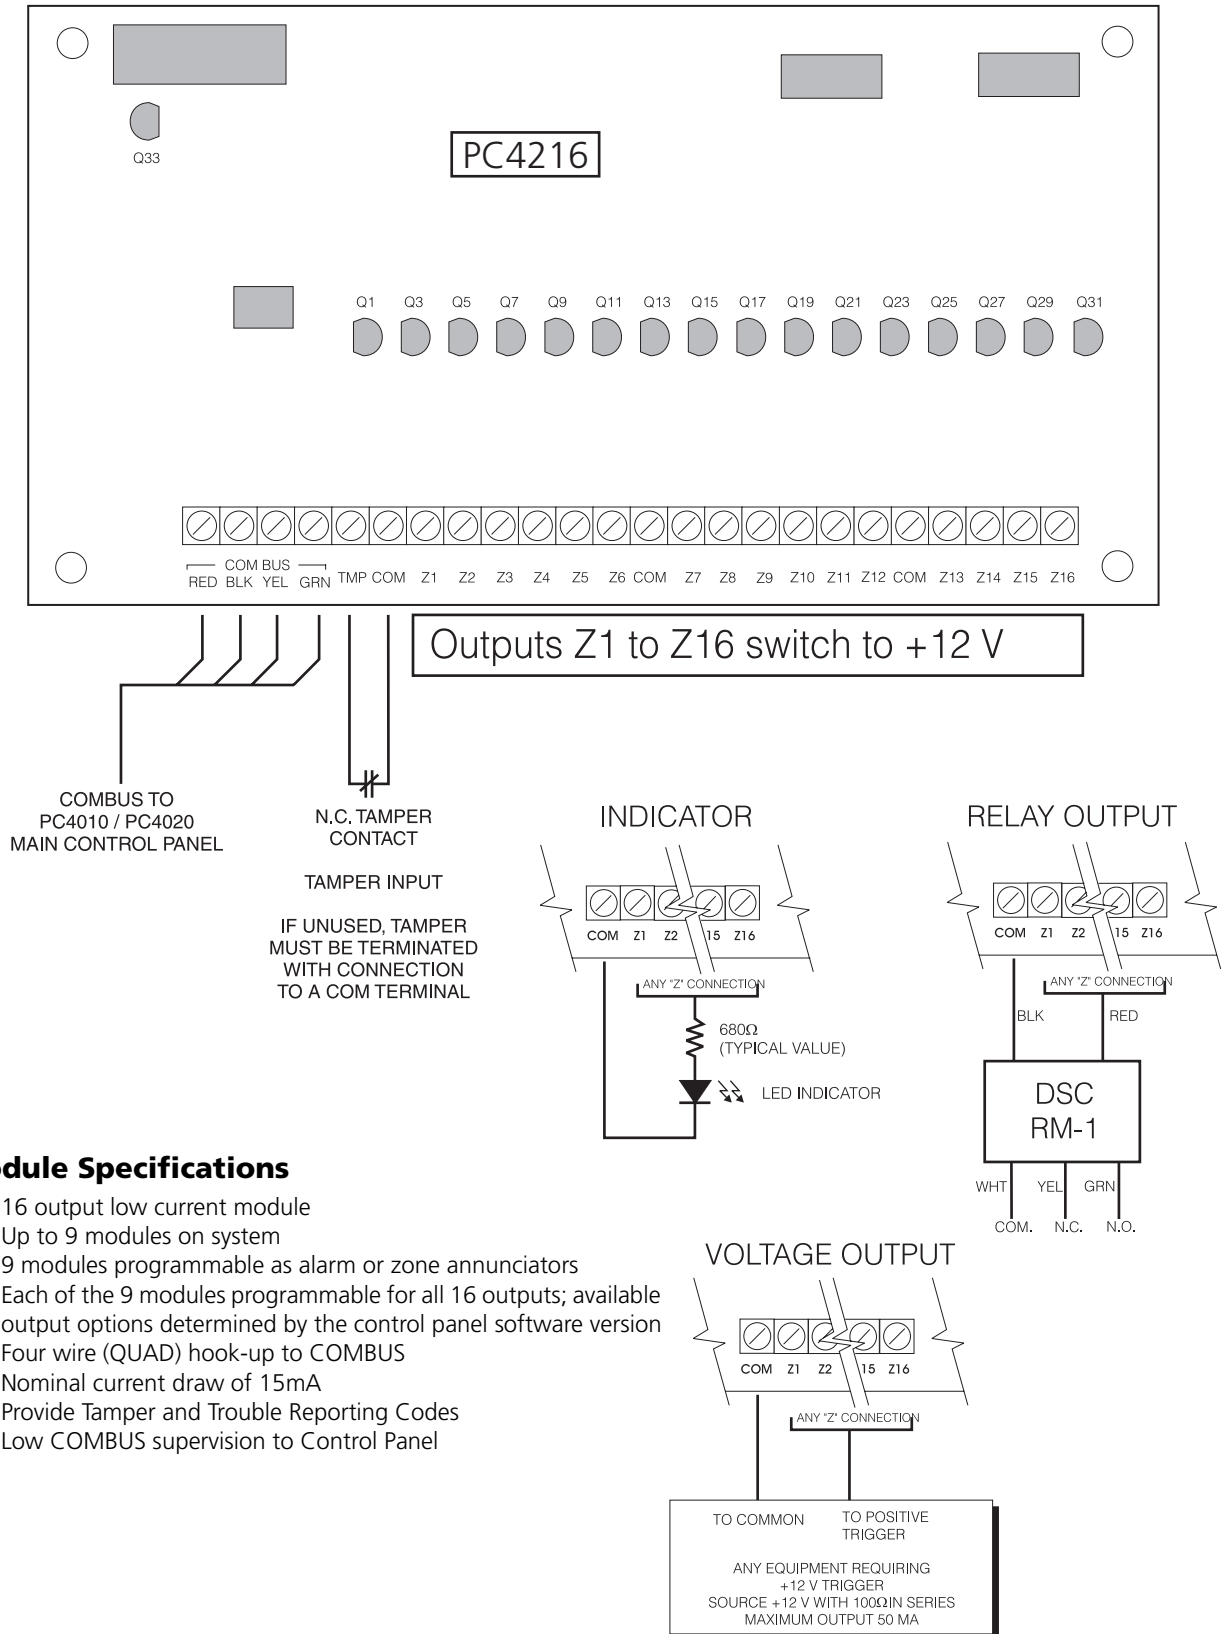 Q33
PC4216
Q1 Q3 Q5 Q7 Q9 Q11 Q13 Q15 Q17 Q19 Q21 Q23 Q25 Q27 Q29 Q31
COM BUS
RED BLK YEL GRN TMP COM Z1 Z2 Z3 Z4 Z5 Z6 COM Z7 Z8 Z9 Z10 Z11 Z12 COM Z13 Z14 Z15 Z16
Outputs Z1 to Z16 switch to +12 V
COMBUS TO
PC4010 / PC4020
MAIN CONTROL PANEL
N.C. TAMPER
CONTACT
TAMPER INPUT
IF UNUSED, TAMPER
MUST BE TERMINATED
WITH CONNECTION
TO A COM TERMINAL
INDICATOR
COM Z1 Z2 15 Z16
ANY "Z" CONNECTION
680Ω
(TYPICAL VALUE)
LED INDICATOR
RELAY OUTPUT
COM Z1 Z2 15 Z16
ANY "Z" CONNECTION
BLK RED
DSC
RM-1
WHT YEL GRN
COM. N.C. N.O.
dule Specifications
16 output low current module
Up to 9 modules on system
9 modules programmable as alarm or zone annunciators
Each of the 9 modules programmable for all 16 outputs; available
output options determined by the control panel software version
Four wire (QUAD) hook-up to COMBUS
Nominal current draw of 15mA
Provide Tamper and Trouble Reporting Codes
Low COMBUS supervision to Control Panel
VOLTAGE OUTPUT
COM Z1 Z2 15 Z16
ANY "Z" CONNECTION
TO COMMON
TO POSITIVE
TRIGGER
ANY EQUIPMENT REQUIRING
+12 V TRIGGER
SOURCE +12 V WITH 100Ω IN SERIES
MAXIMUM OUTPUT 50 MA